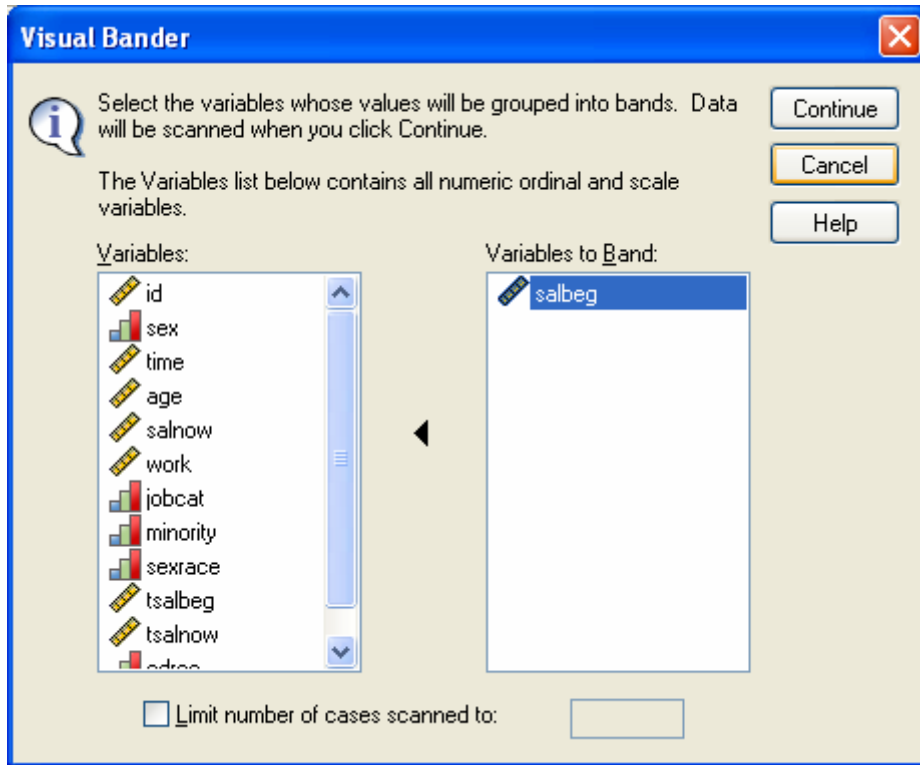 Visual Bander
Select the variables whose values will be grouped into bands. Data
will be scanned when you click Continue.
The Variables list below contains all numeric ordinal and scale
variables.
Continue
Cancel
Help
Variables:
id
sex
time
age
salnow
work
jobcat
minority
sexrace
tsalbeg
tsalnow
Variables to Band:
salbeg
Limit number of cases scanned to: